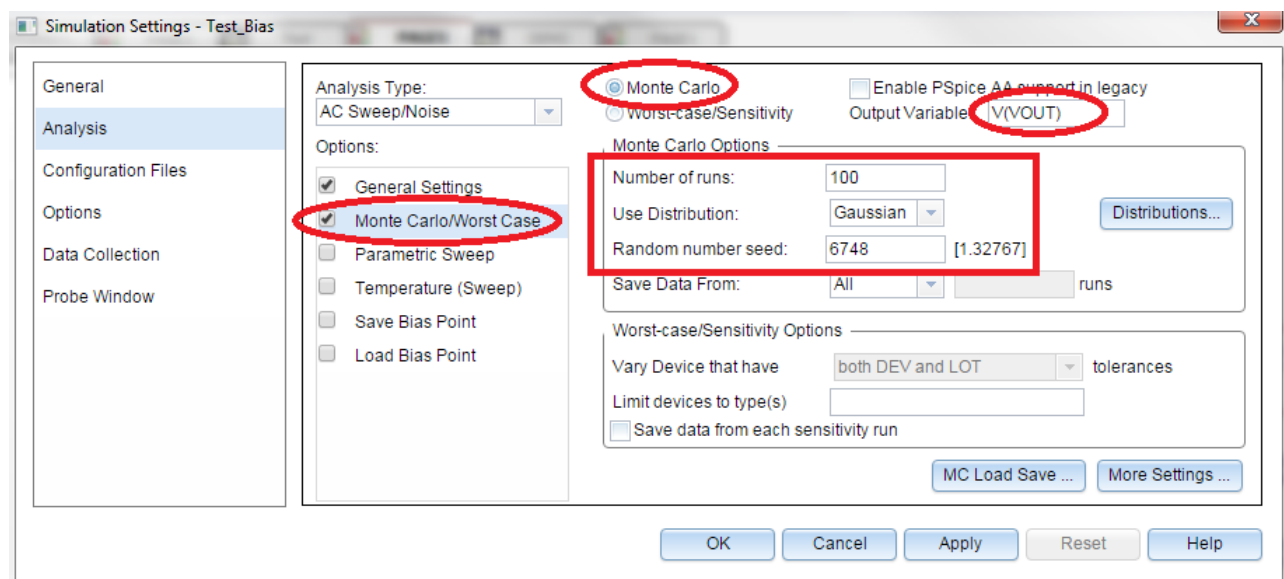 Simulation Settings - Test_Bias
x
General
Analysis
Configuration Files
Options
Data Collection
Probe Window
Analysis Type:
AC Sweep/Noise
Options:
General Settings
Monte Carlo/Worst Case
Parametric Sweep
Temperature (Sweep)
Save Bias Point
Load Bias Point
Monte Carlo
Worst-case/Sensitivity
Enable PSpice AA support in legacy
Output Variable: V(VOUT)
Monte Carlo Options
Number of runs: 100
Use Distribution: Gaussian
Distributions...
Random number seed: 6748 [1.32767]
Save Data From: All runs
Worst-case/Sensitivity Options
Vary Device that have both DEV and LOT tolerances
Limit devices to type(s)
Save data from each sensitivity run
MC Load Save ... More Settings ...
OK Cancel Apply Reset Help